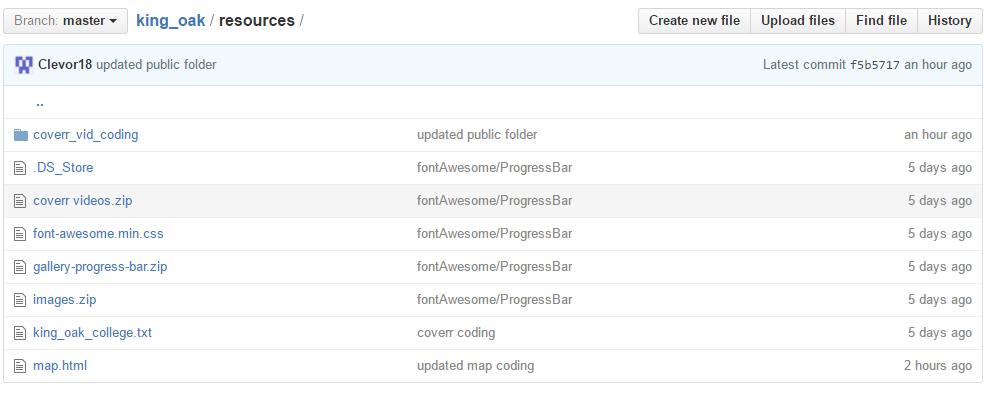 Branch: master king_oak / resources / Create new file Upload files Find file History
Clevor18 updated public folder Latest commit f5b5717 an hour ago
..
coverr_vid_coding updated public folder an hour ago
.DS_Store fontAwesome/ProgressBar 5 days ago
coverr videos.zip fontAwesome/ProgressBar 5 days ago
font-awesome.min.css fontAwesome/ProgressBar 5 days ago
gallery-progress-bar.zip fontAwesome/ProgressBar 5 days ago
images.zip fontAwesome/ProgressBar 5 days ago
king_oak_college.txt coverr coding 5 days ago
map.html updated map coding 2 hours ago